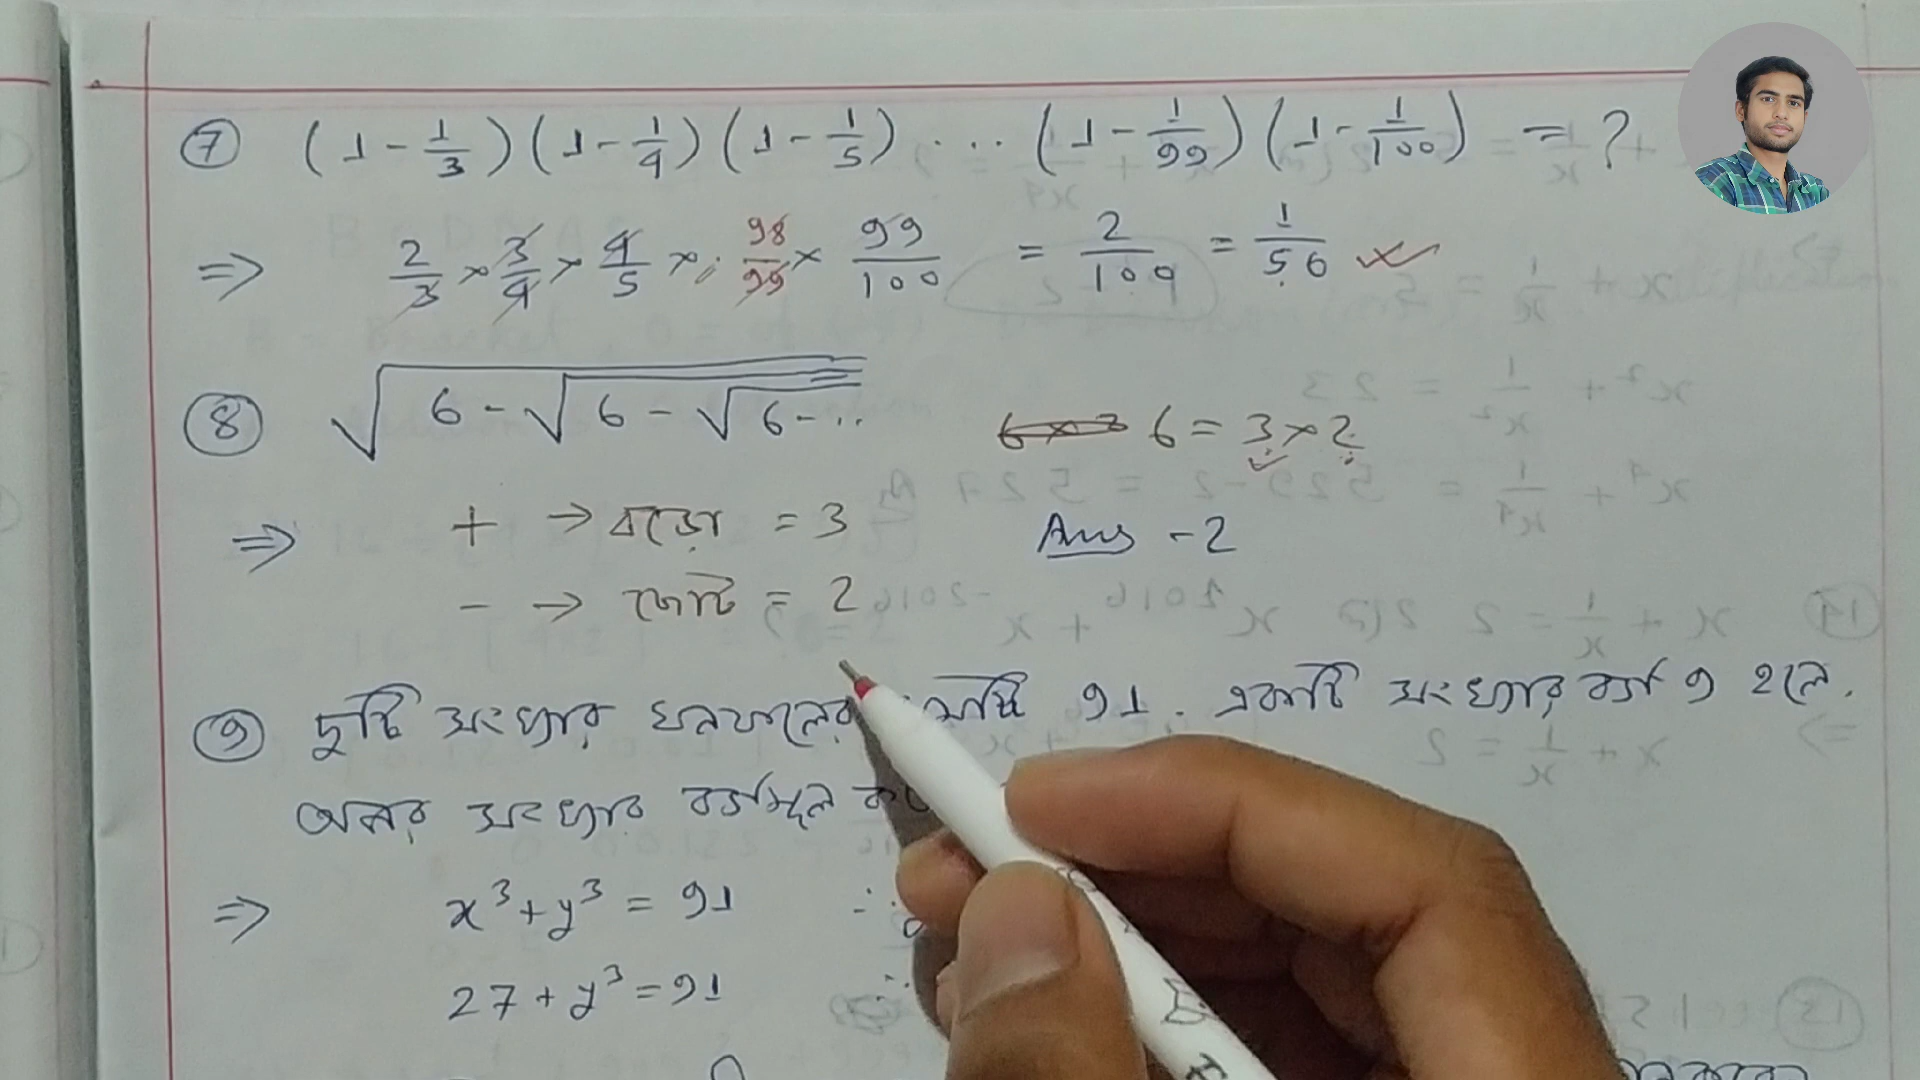 7 (1 - 1/3) (1 - 1/4) (1 - 1/5) ... (1 - 1/99) (1 - 1/100) = ?
⇒ 2/3 × 3/4 × 4/5 × . 98/99 × 99/100 = 2/100 = 1/50
8 √6 - √6 - √6 - ..
6 = 3 × 2
⇒ + → বড়ো = 3 Ans - 2
- → ছোট = 2
9 দুটি সংখ্যার ঘনফলের 91. একটি সংখ্যার বর্গ 9 হলে.
অপর সংখ্যার বর্গমূল
⇒ x³ + y³ = 91
27 + y³ = 91